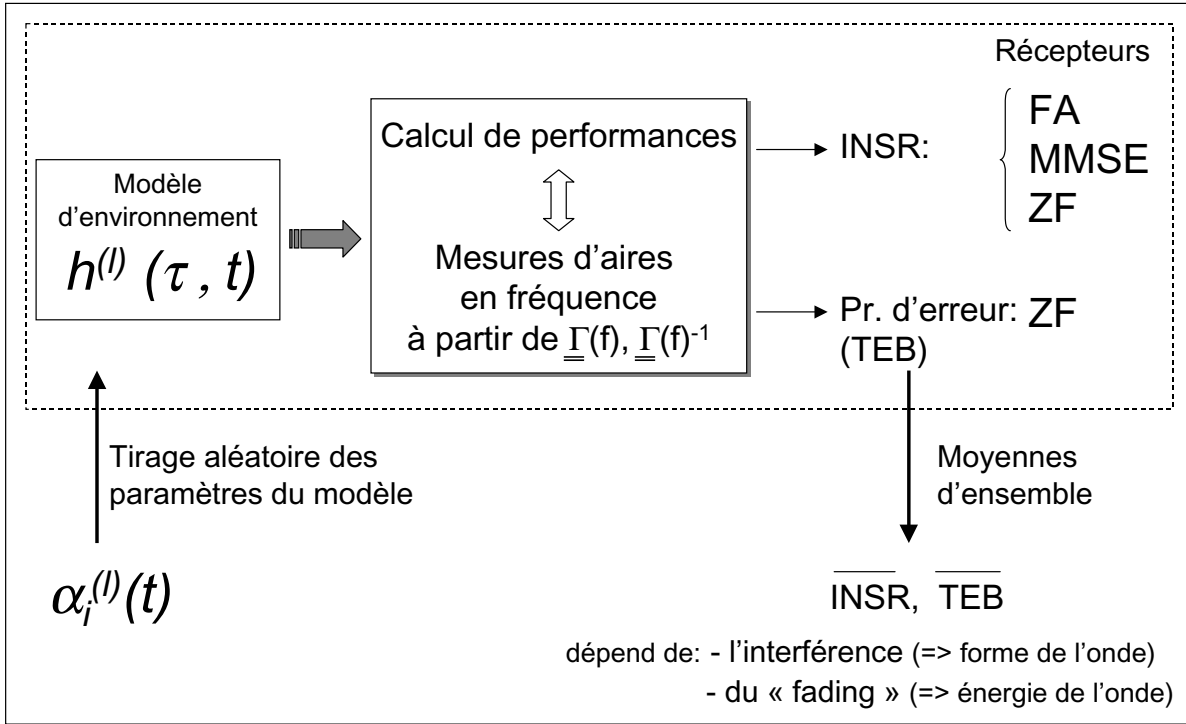 Récepteurs
Modèle
d'environnement
h^(l) (τ , t)
Calcul de performances
Mesures d'aires
en fréquence
à partir de Γ(f), Γ(f)^-1
INSR:
FA
MMSE
ZF
Pr. d'erreur: ZF
(TEB)
Tirage aléatoire des
paramètres du modèle
α_i^(l)(t)
Moyennes
d'ensemble
INSR, TEB
dépend de: - l'interférence (=> forme de l'onde)
- du « fading » (=> énergie de l'onde)